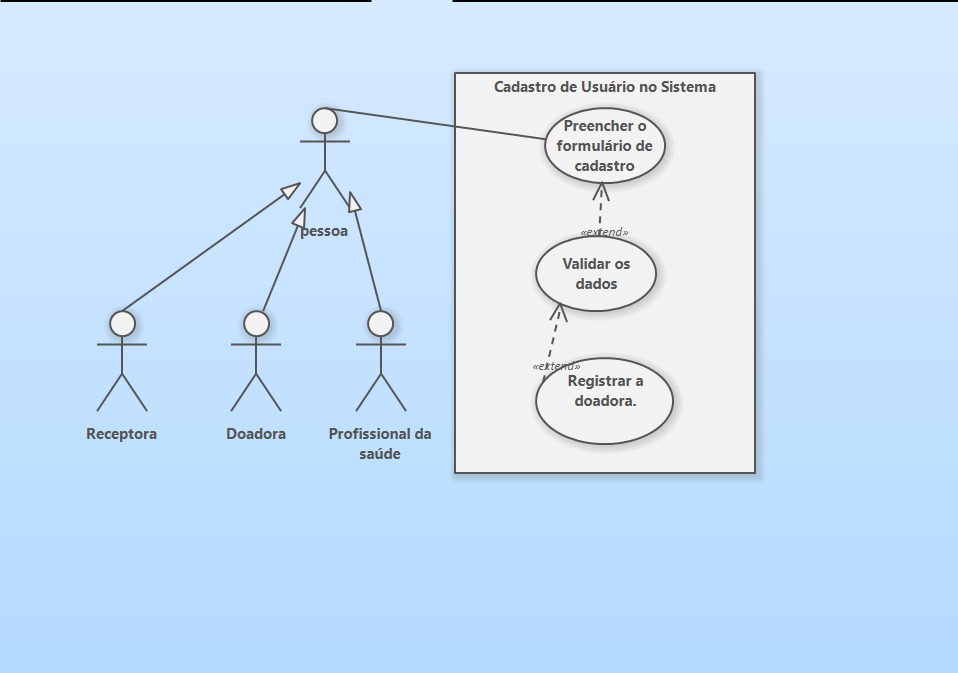 Cadastro de Usuário no Sistema
Preencher o
formulário de
cadastro
pessoa
«extend»
Validar os
dados
«extend»
Registrar a
doadora.
Receptora
Doadora
Profissional da
saúde